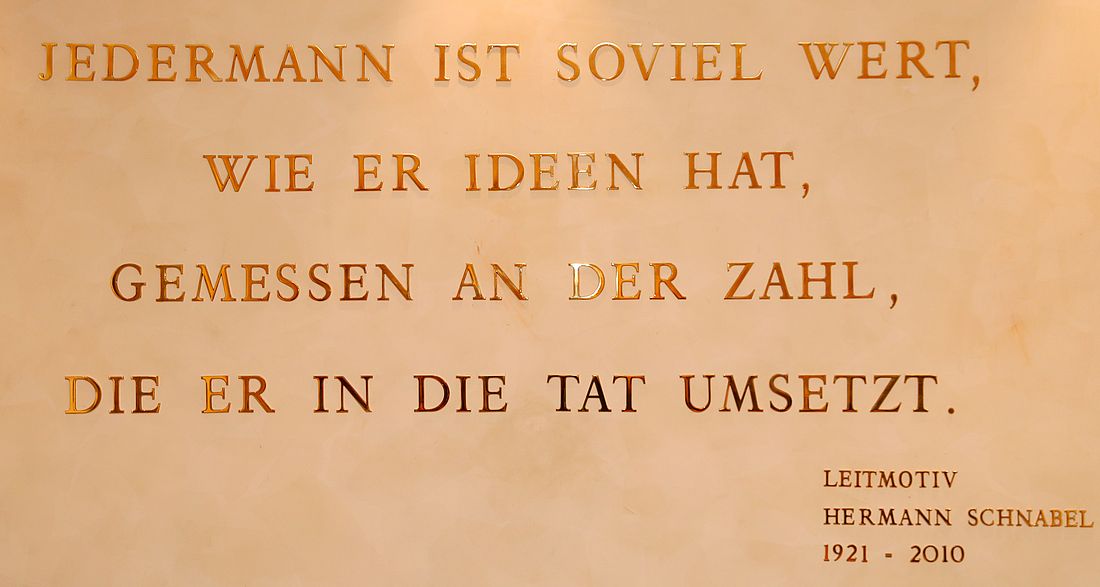 JEDERMANN IST SOVIEL WERT,
WIE ER IDEEN HAT,
GEMESSEN AN DER ZAHL,
DIE ER IN DIE TAT UMSETZT.
LEITMOTIV
HERMANN SCHNABEL
1921 - 2010